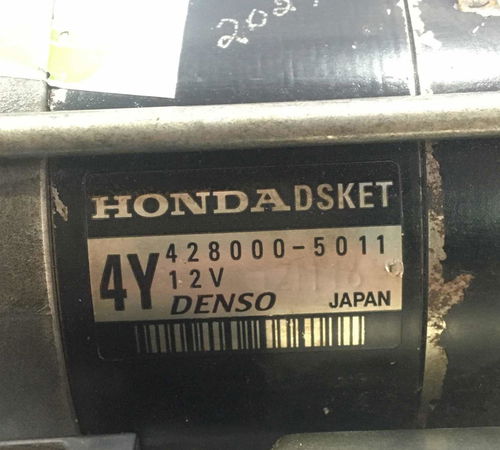 HONDA DSKET
4Y 428000-5011
12V
DENSO JAPAN